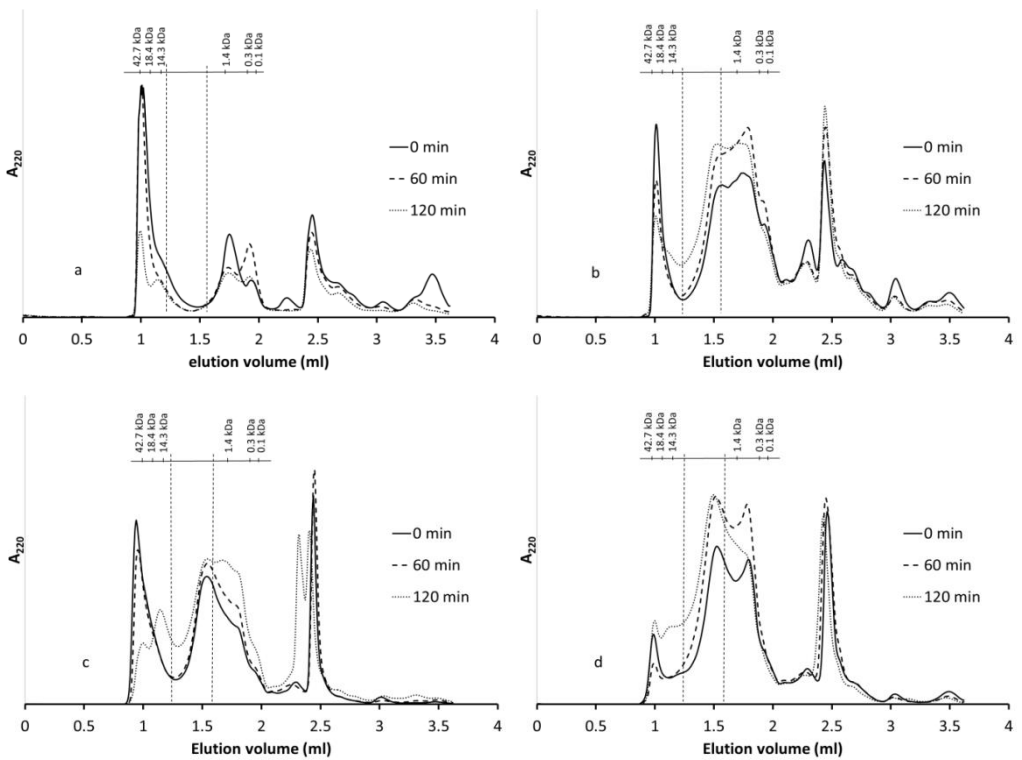 42.7 kDa
18.4 kDa
14.3 kDa
1.4 kDa
0.3 kDa
0.1 kDa
A220
0 min
60 min
120 min
a
0 0.5 1 1.5 2 2.5 3 3.5 4
elution volume (ml)
42.7 kDa
18.4 kDa
14.3 kDa
1.4 kDa
0.3 kDa
0.1 kDa
A220
0 min
60 min
120 min
b
0 0.5 1 1.5 2 2.5 3 3.5 4
Elution volume (ml)
42.7 kDa
18.4 kDa
14.3 kDa
1.4 kDa
0.3 kDa
0.1 kDa
A220
0 min
60 min
120 min
c
0 0.5 1 1.5 2 2.5 3 3.5 4
Elution volume (ml)
42.7 kDa
18.4 kDa
14.3 kDa
1.4 kDa
0.3 kDa
0.1 kDa
A220
0 min
60 min
120 min
d
0 0.5 1 1.5 2 2.5 3 3.5 4
Elution volume (ml)